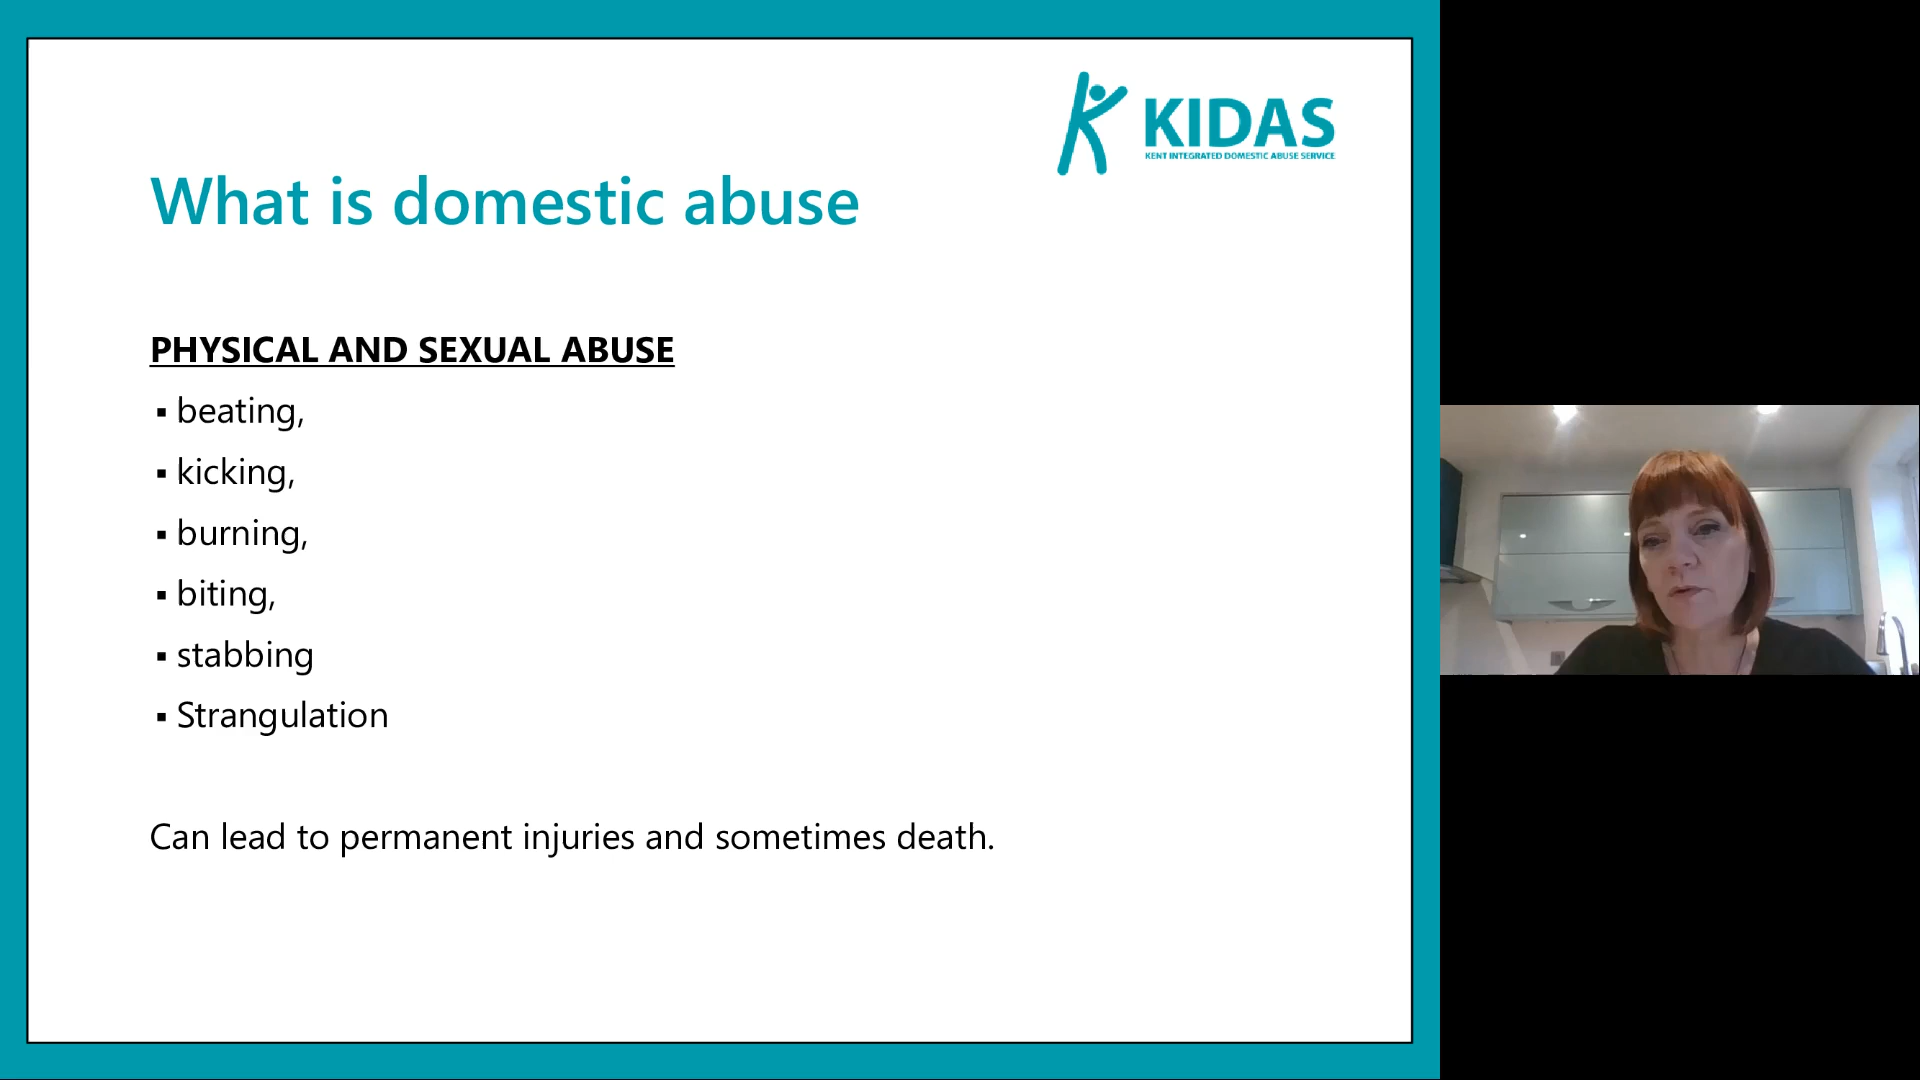 KIDAS
KENT INTEGRATED DOMESTIC ABUSE SERVICE
What is domestic abuse
PHYSICAL AND SEXUAL ABUSE
▪ beating,
▪ kicking,
▪ burning,
▪ biting,
▪ stabbing
▪ Strangulation
Can lead to permanent injuries and sometimes death.